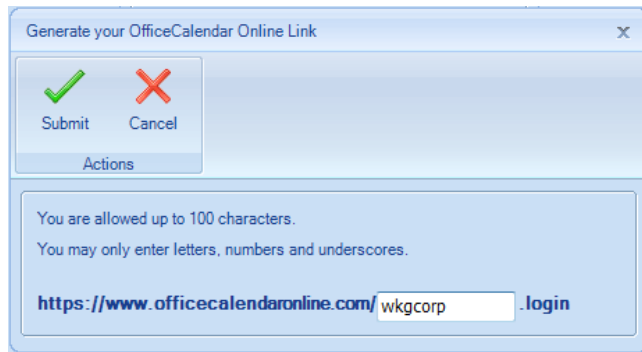 Generate your OfficeCalendar Online Link x
Submit Cancel
Actions
You are allowed up to 100 characters.
You may only enter letters, numbers and underscores.
https://www.officecalendaronline.com/ wkgcorp .login